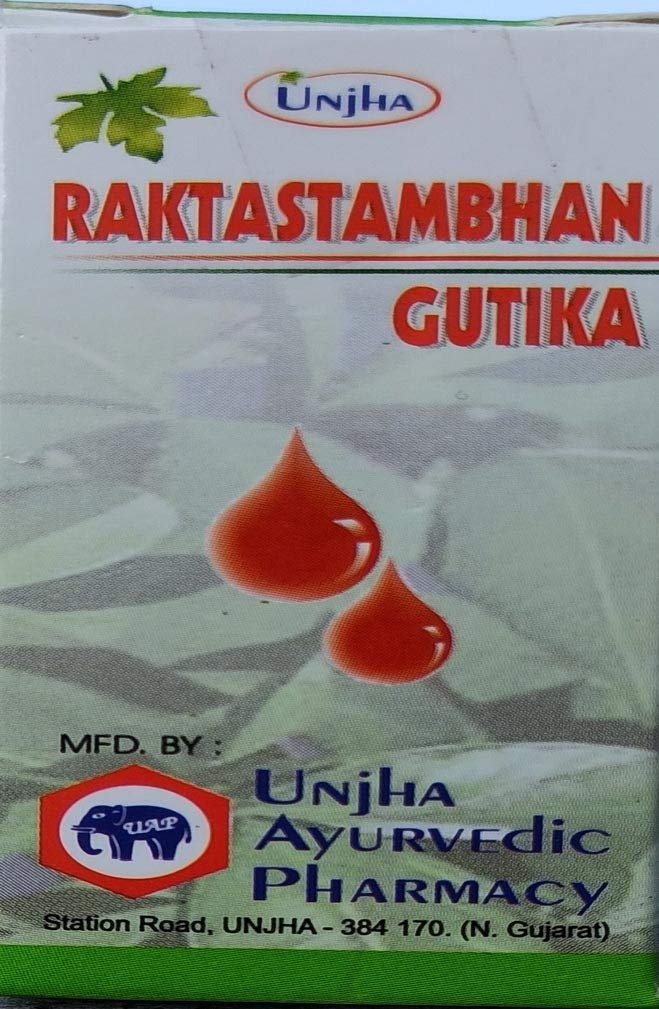 UNJHA
RAKTASTAMBHAN
GUTIKA
MFD. BY :
UAP
UNJHA
AYURVEdic
PHARMACY
Station Road, UNJHA - 384 170. (N. Gujarat)